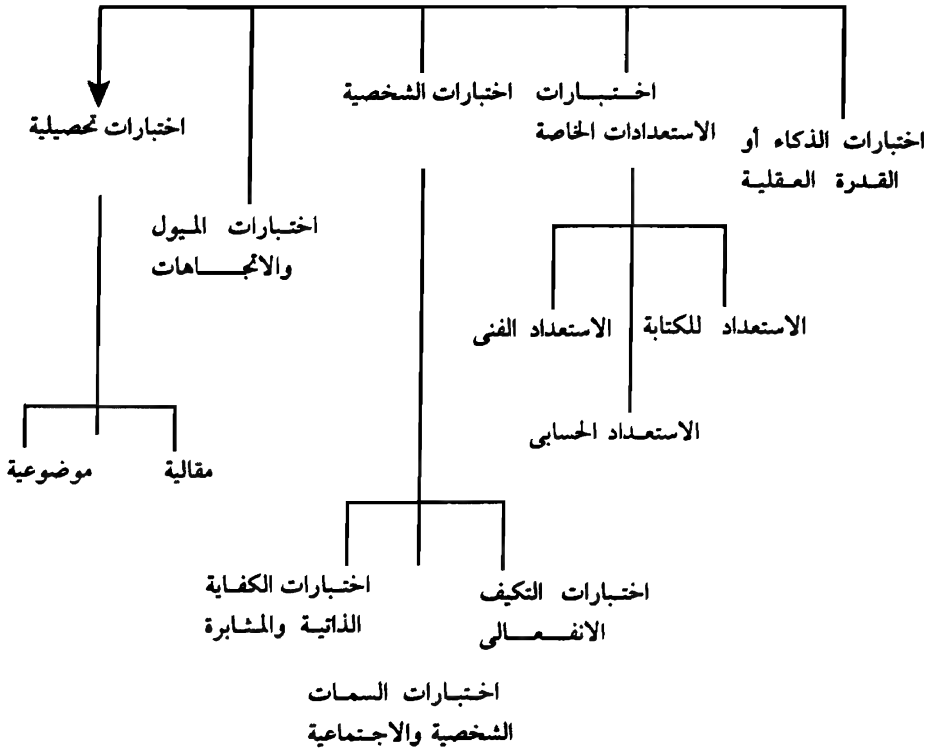 اختبارات الذكاء أو
القدرة العقلية
اختبارات
الاستعدادات الخاصة
اختبارات الشخصية
اختبارات الميول
والاتجاهات
اختبارات تحصيلية
الاستعداد للكتابة
الاستعداد الفنى
الاستعداد الحسابى
مقالية
موضوعية
اختبارات التكيف
الانفعالى
اختبارات الكفاية
الذاتية والمثابرة
اختبارات السمات
الشخصية والاجتماعية